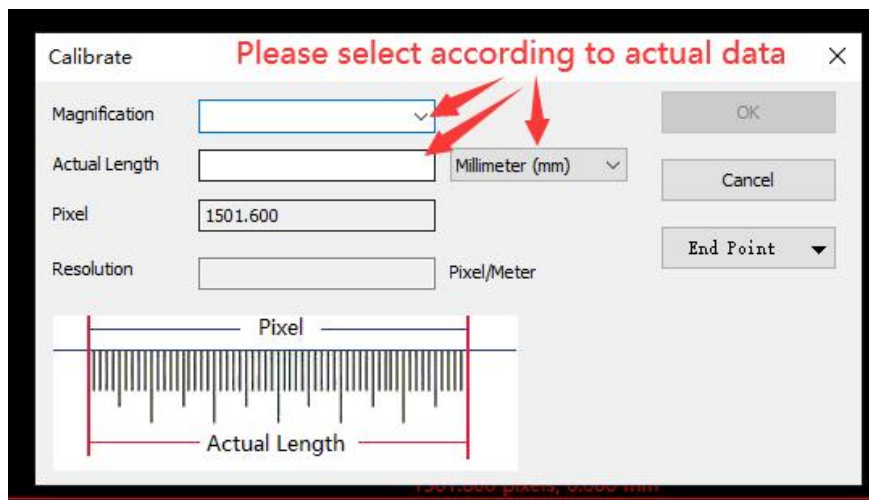 Please select according to actual data
Calibrate
Magnification
OK
Actual Length
Millimeter (mm)
Cancel
Pixel
1501.600
End Point
Resolution
Pixel/Meter
Pixel
Actual Length